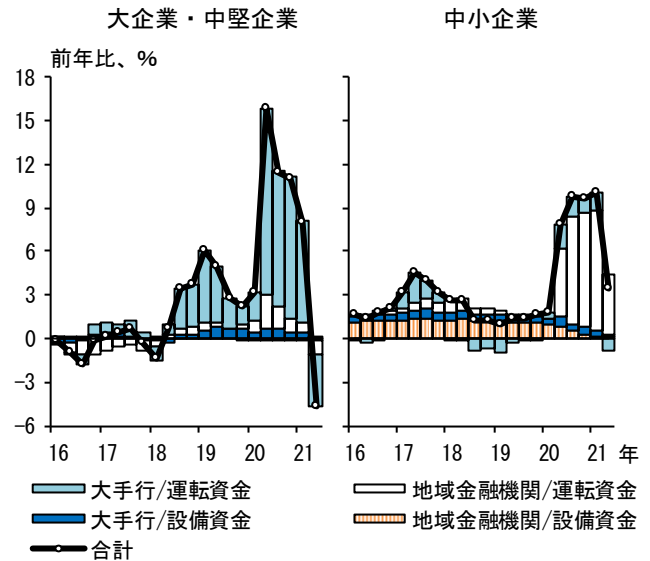 大企業・中堅企業
中小企業
前年比、%
18
15
12
9
6
3
0
-3
-6
16 17 18 19 20 21
16 17 18 19 20 21 年
大手行/運転資金
地域金融機関/運転資金
大手行/設備資金
地域金融機関/設備資金
合計